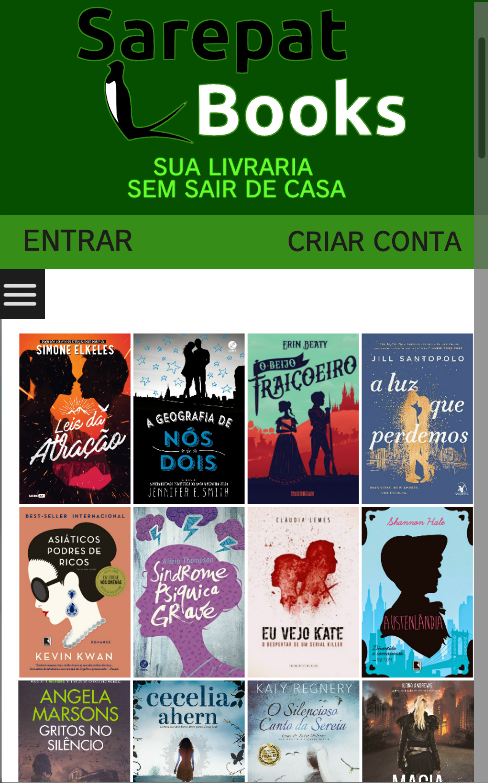 Sarepat
Books
SUA LIVRARIA
SEM SAIR DE CASA
ENTRAR
CRIAR CONTA
SIMONE ELKELES
Leis da
Atração
A GEOGRAFIA DE
NÓS
DOIS
JENNIFER E. SMITH
ERIN BEATY
O BEIJO
TRAIÇOEIRO
JILL SANTOPOLO
a luz
que
perdemos
BEST-SELLER INTERNACIONAL
ASIÁTICOS
PODRES DE
RICOS
KEVIN KWAN
ROMANCE
Teresa Thompson
Síndrome
Psíquica
GRave
CLÁUDIA LEMES
EU VEJO KATE
O DESPERTAR DE UM SERIAL KILLER
Shannon Hale
AUSTENLÂNDIA
ANGELA
MARSONS
GRITOS NO
SILÊNCIO
cecelia
ahern
KATY REGNERY
O Silencioso
Canto da Sereia
MAGIA